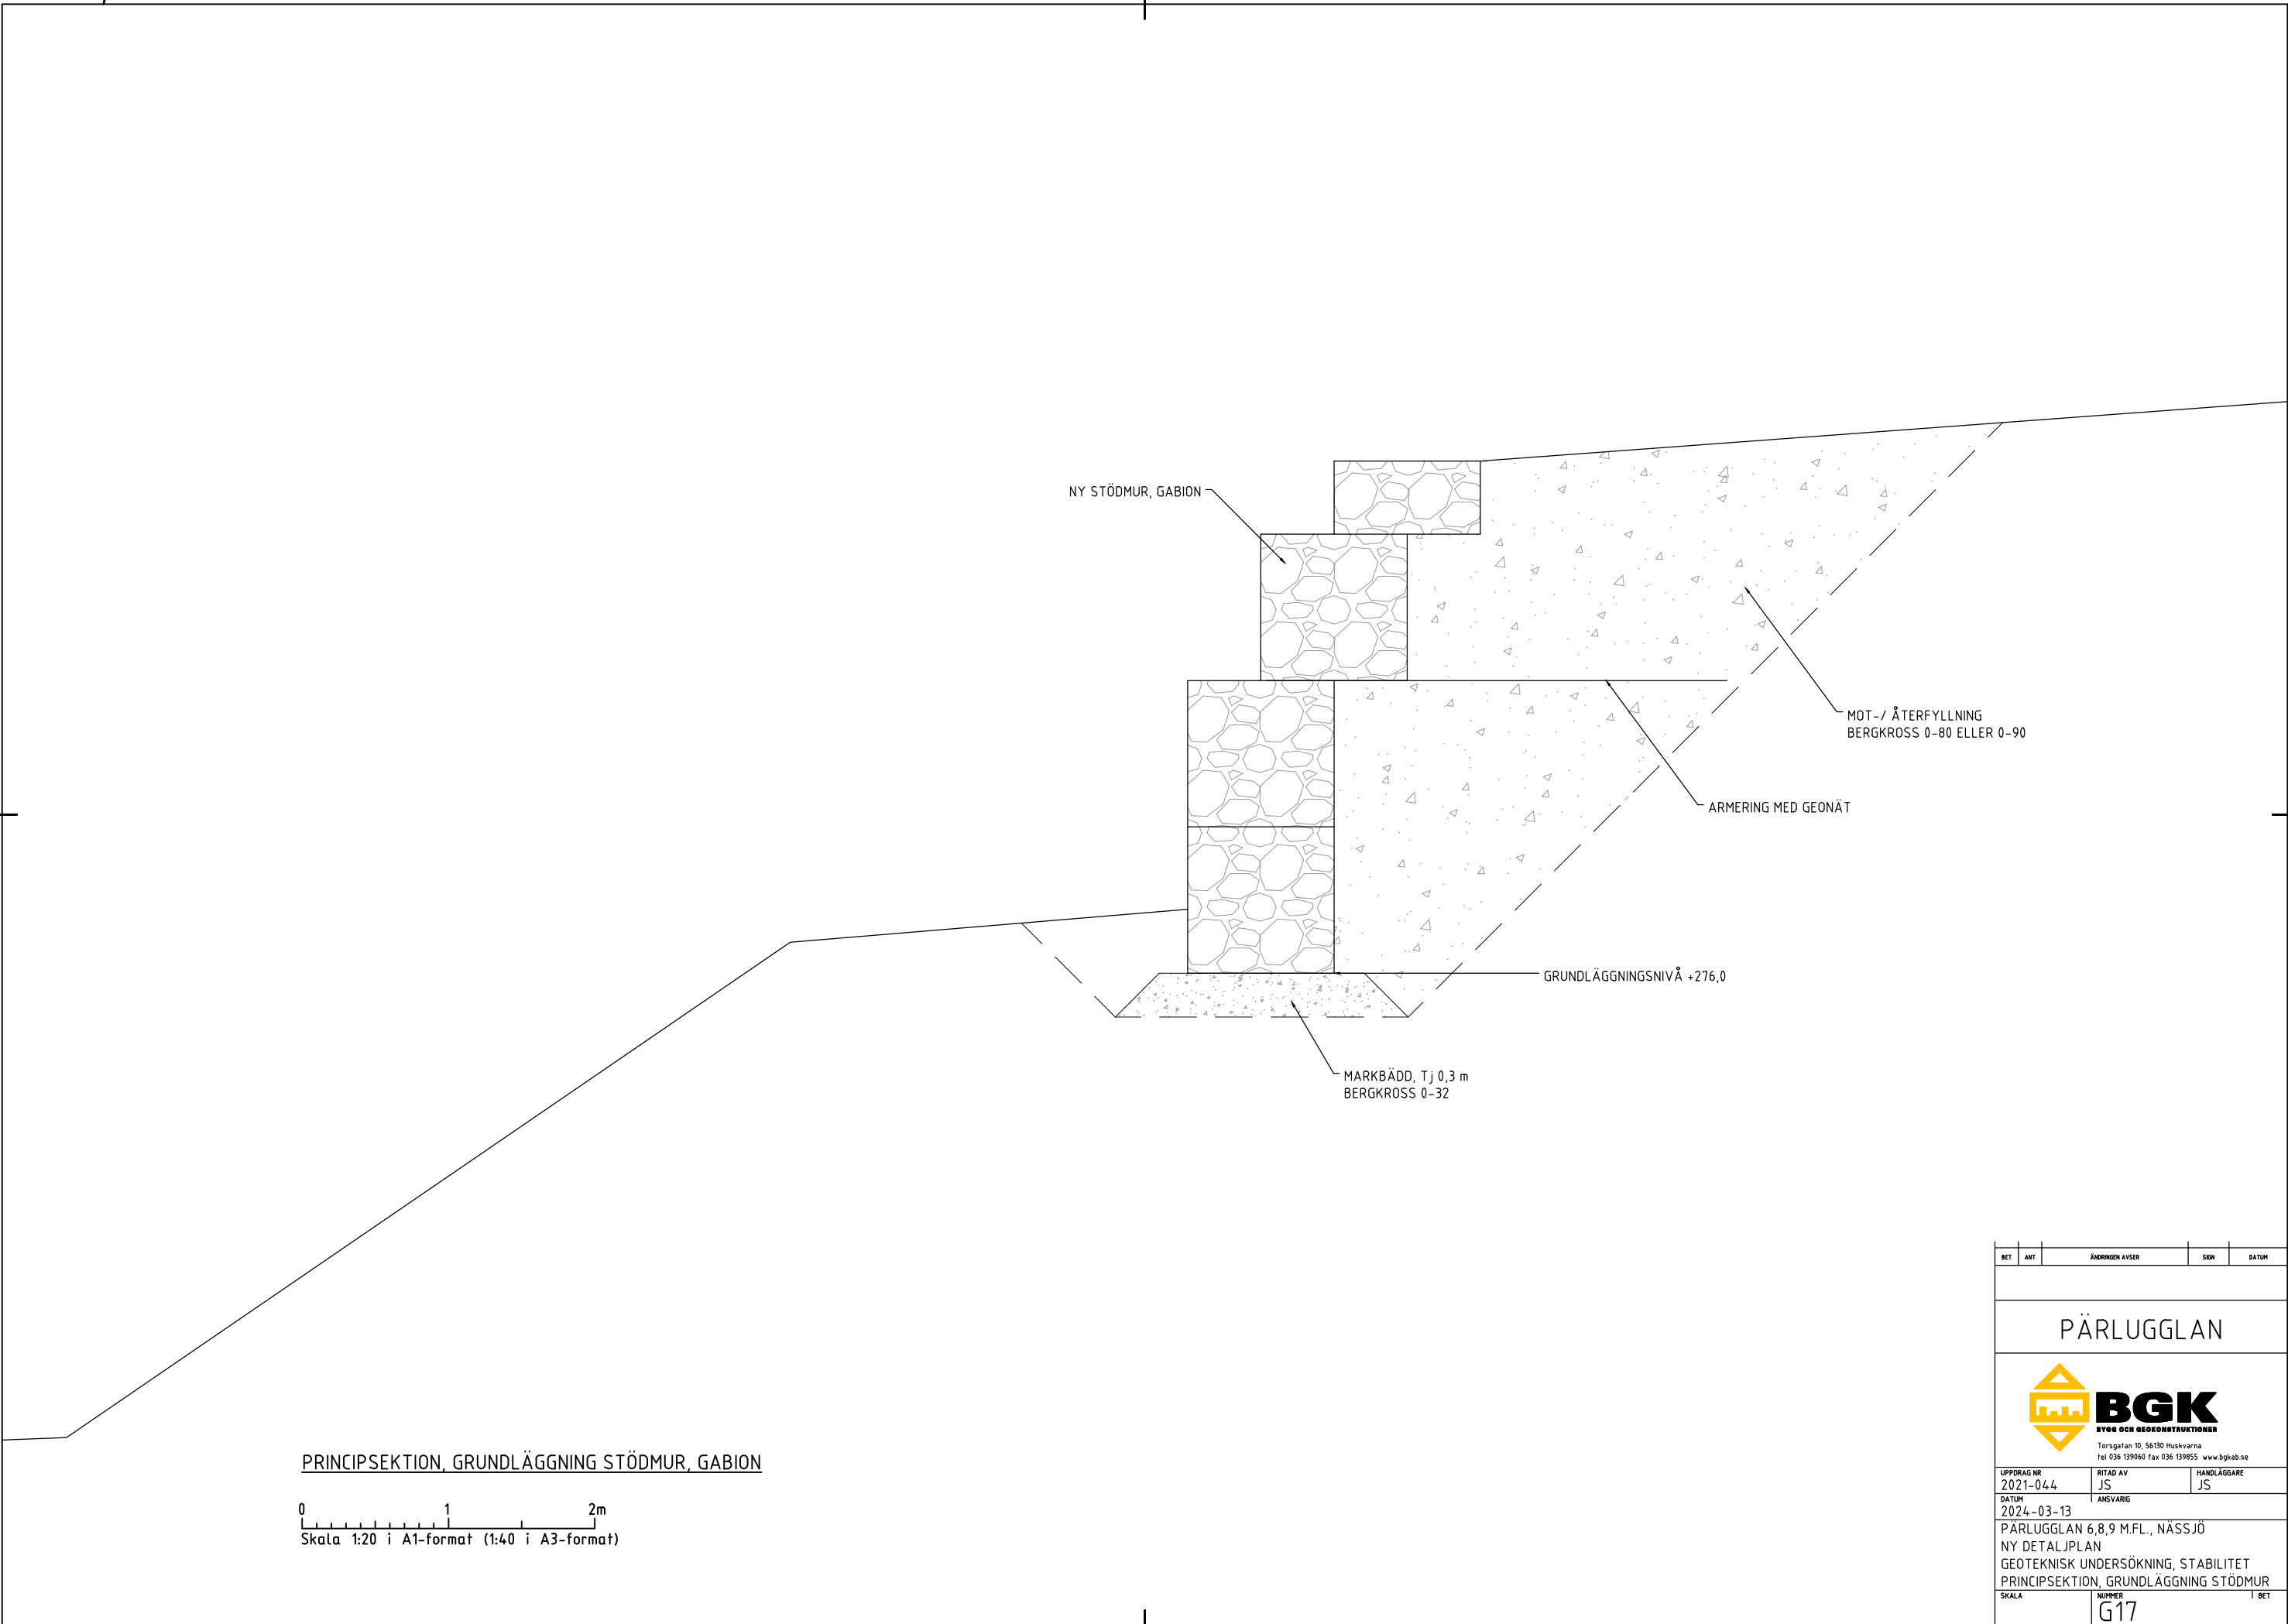 NY STÖDMUR, GABION
MOT-/ ÅTERFYLLNING
BERGKROSS 0-80 ELLER 0-90
ARMERING MED GEONÄT
GRUNDLÄGGNINGSNIVÅ +276,0
MARKBÄDD, Tj 0,3 m
BERGKROSS 0-32
PRINCIPSEKTION, GRUNDLÄGGNING STÖDMUR, GABION
0 1 2m
Skala 1:20 i A1-format (1:40 i A3-format)
BET ANT ÄNDRINGEN AVSER SIGN DATUM
PÄRLUGGLAN
BGK
BYGG OCH GEOKONSTRUKTIONER
Torsgatan 10, 56130 Huskvarna
tel 036 139060 fax 036 139855 www.bgkab.se
UPPDRAG NR RITAD AV HANDLÄGGARE
2021-044 JS JS
DATUM ANSVARIG
2024-03-13
PÄRLUGGLAN 6,8,9 M.FL., NÄSSJÖ
NY DETALJPLAN
GEOTEKNISK UNDERSÖKNING, STABILITET
PRINCIPSEKTION, GRUNDLÄGGNING STÖDMUR
SKALA NUMMER BET
G17